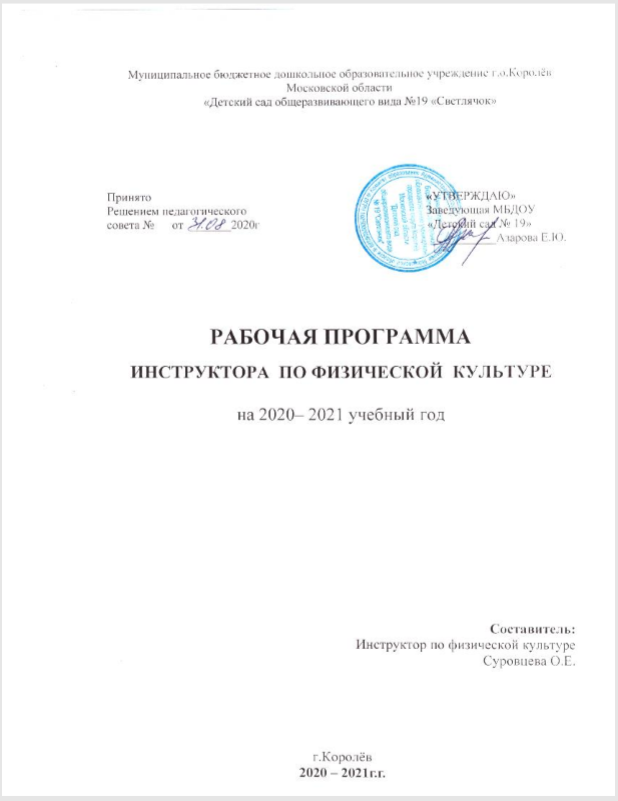 Муниципальное бюджетное дошкольное образовательное учреждение г.о.Королёв
Московской области
«Детский сад общеразвивающего вида №19 «Светлячок»
Принято
Решением педагогического
совета № от 31.08 2020г
«УТВЕРЖДАЮ»
Заведующая МБДОУ
«Детский сад № 19»
Азарова Е.Ю.
РАБОЧАЯ ПРОГРАММА
ИНСТРУКТОРА ПО ФИЗИЧЕСКОЙ КУЛЬТУРЕ
на 2020– 2021 учебный год
Составитель:
Инструктор по физической культуре
Суровцева О.Е.
г.Королёв
2020 – 2021г.г.